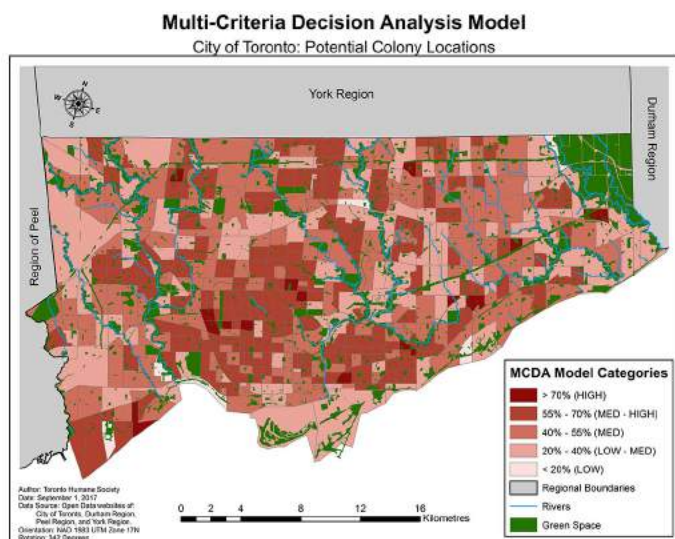 Multi-Criteria Decision Analysis Model
City of Toronto: Potential Colony Locations
York Region
Durham Region
Region of Peel
N
W
E
S
MCDA Model Categories
> 70% (HIGH)
55% - 70% (MED - HIGH)
40% - 55% (MED)
20% - 40% (LOW - MED)
< 20% (LOW)
Regional Boundaries
Rivers
Green Space
Author: Toronto Humane Society
Date: September 1, 2017
Data Source: Open Data websites of:
City of Toronto, Durham Region,
Peel Region, and York Region.
Orientation: NAD 1983 UTM Zone 17N
Rotation: 342 Degrees
0 2 4 8 12 16
Kilometres